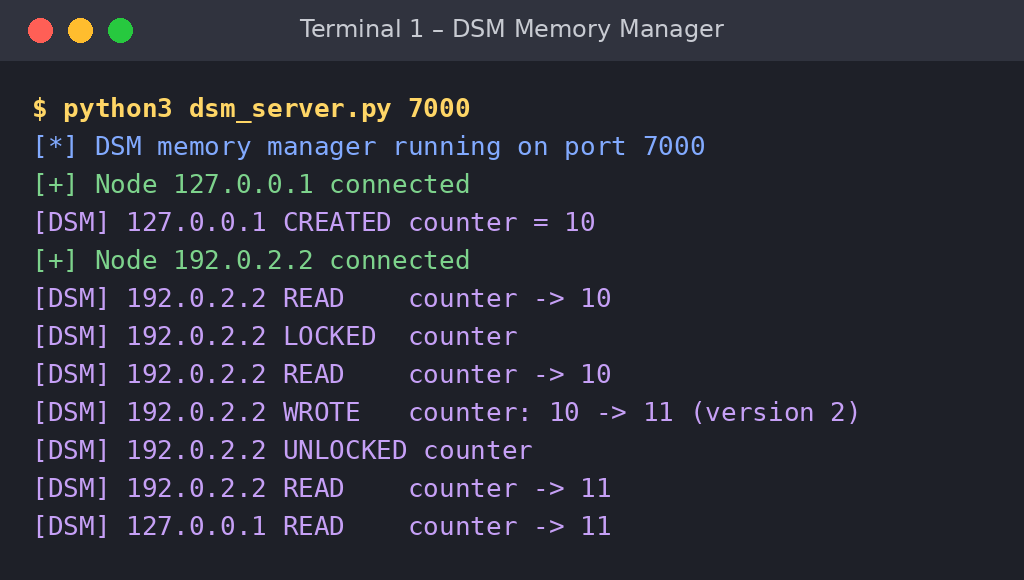 Terminal 1 – DSM Memory Manager
$ python3 dsm_server.py 7000
[*] DSM memory manager running on port 7000
[+] Node 127.0.0.1 connected
[DSM] 127.0.0.1 CREATED counter = 10
[+] Node 192.0.2.2 connected
[DSM] 192.0.2.2 READ    counter -> 10
[DSM] 192.0.2.2 LOCKED  counter
[DSM] 192.0.2.2 READ    counter -> 10
[DSM] 192.0.2.2 WROTE   counter: 10 -> 11 (version 2)
[DSM] 192.0.2.2 UNLOCKED counter
[DSM] 192.0.2.2 READ    counter -> 11
[DSM] 127.0.0.1 READ    counter -> 11